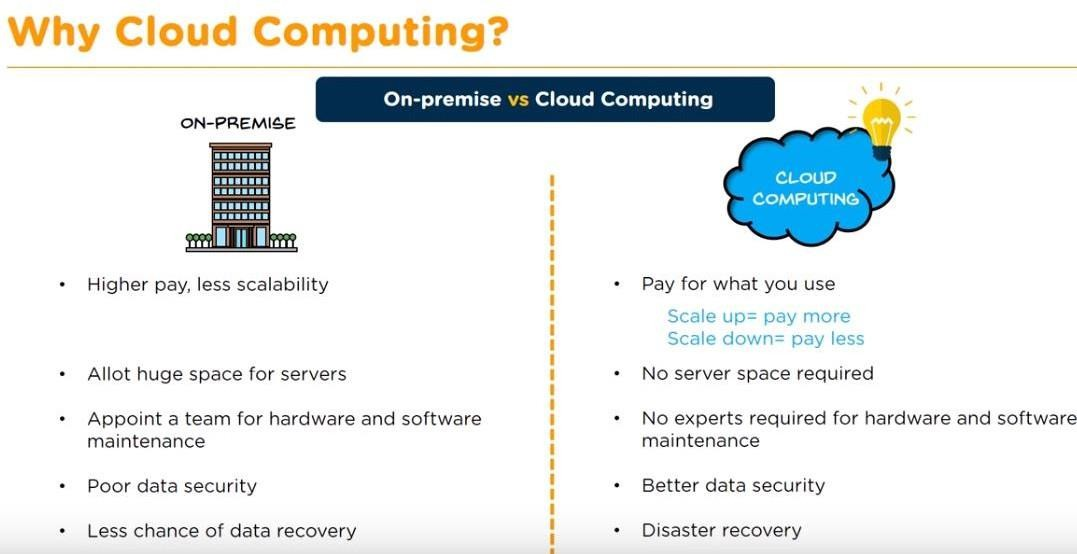 Why Cloud Computing?
On-premise vs Cloud Computing
ON-PREMISE
• Higher pay, less scalability
• Allot huge space for servers
• Appoint a team for hardware and software
maintenance
• Poor data security
• Less chance of data recovery
CLOUD
COMPUTING
• Pay for what you use
Scale up= pay more
Scale down= pay less
• No server space required
• No experts required for hardware and software
maintenance
• Better data security
• Disaster recovery